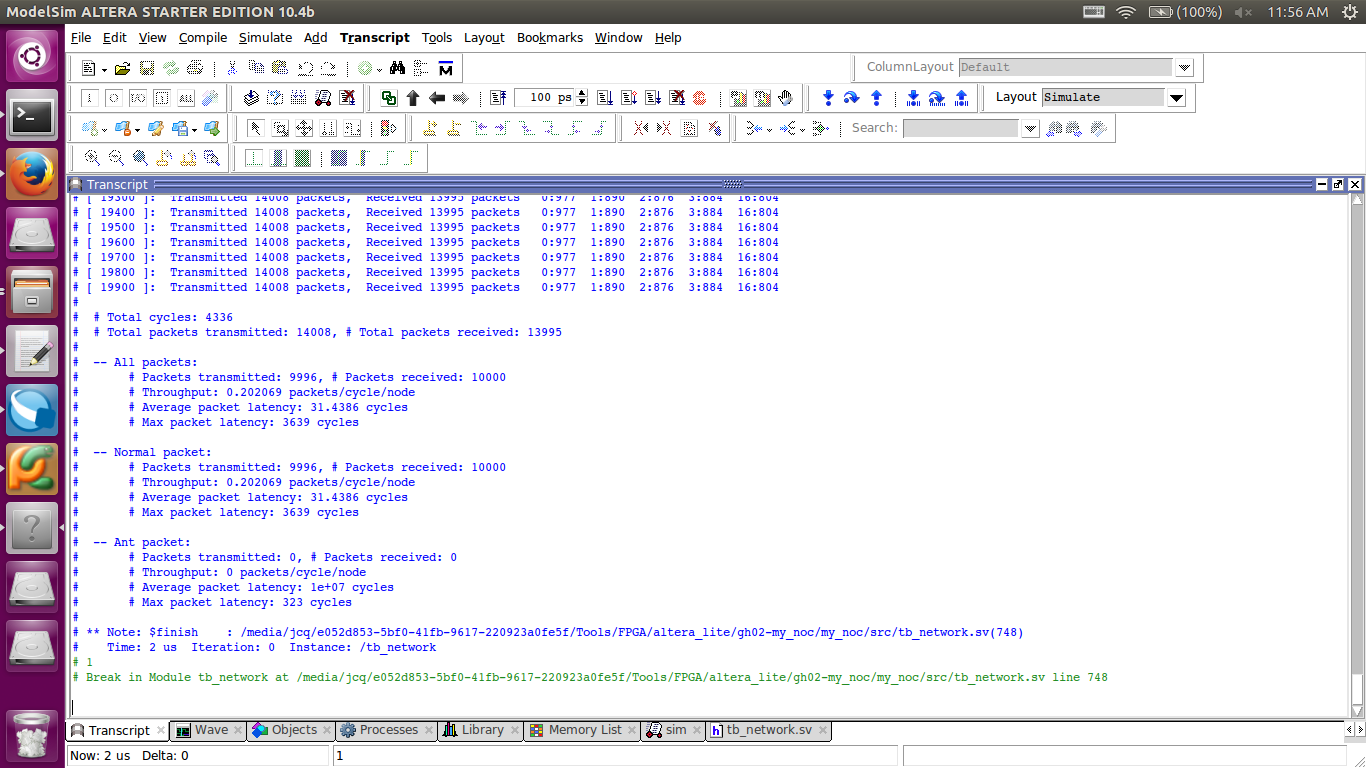 ModelSim ALTERA STARTER EDITION 10.4b
(100%) 11:56 AM
File Edit View Compile Simulate Add Transcript Tools Layout Bookmarks Window Help
ColumnLayout Default
100 ps
Layout Simulate
Search:
Transcript
# [ 19300 ]: Transmitted 14008 packets, Received 13995 packets 0:977 1:890 2:876 3:884 16:804
# [ 19400 ]: Transmitted 14008 packets, Received 13995 packets 0:977 1:890 2:876 3:884 16:804
# [ 19500 ]: Transmitted 14008 packets, Received 13995 packets 0:977 1:890 2:876 3:884 16:804
# [ 19600 ]: Transmitted 14008 packets, Received 13995 packets 0:977 1:890 2:876 3:884 16:804
# [ 19700 ]: Transmitted 14008 packets, Received 13995 packets 0:977 1:890 2:876 3:884 16:804
# [ 19800 ]: Transmitted 14008 packets, Received 13995 packets 0:977 1:890 2:876 3:884 16:804
# [ 19900 ]: Transmitted 14008 packets, Received 13995 packets 0:977 1:890 2:876 3:884 16:804
#
# # Total cycles: 4336
# # Total packets transmitted: 14008, # Total packets received: 13995
#
# -- All packets:
# # Packets transmitted: 9996, # Packets received: 10000
# # Throughput: 0.202069 packets/cycle/node
# # Average packet latency: 31.4386 cycles
# # Max packet latency: 3639 cycles
#
# -- Normal packet:
# # Packets transmitted: 9996, # Packets received: 10000
# # Throughput: 0.202069 packets/cycle/node
# # Average packet latency: 31.4386 cycles
# # Max packet latency: 3639 cycles
#
# -- Ant packet:
# # Packets transmitted: 0, # Packets received: 0
# # Throughput: 0 packets/cycle/node
# # Average packet latency: 1e+07 cycles
# # Max packet latency: 323 cycles
#
# ** Note: $finish : /media/jcq/e052d853-5bf0-41fb-9617-220923a0fe5f/Tools/FPGA/altera_lite/gh02-my_noc/my_noc/src/tb_network.sv(748)
# Time: 2 us Iteration: 0 Instance: /tb_network
# 1
# Break in Module tb_network at /media/jcq/e052d853-5bf0-41fb-9617-220923a0fe5f/Tools/FPGA/altera_lite/gh02-my_noc/my_noc/src/tb_network.sv line 748
Transcript Wave Objects Processes Library Memory List sim tb_network.sv
Now: 2 us Delta: 0 1